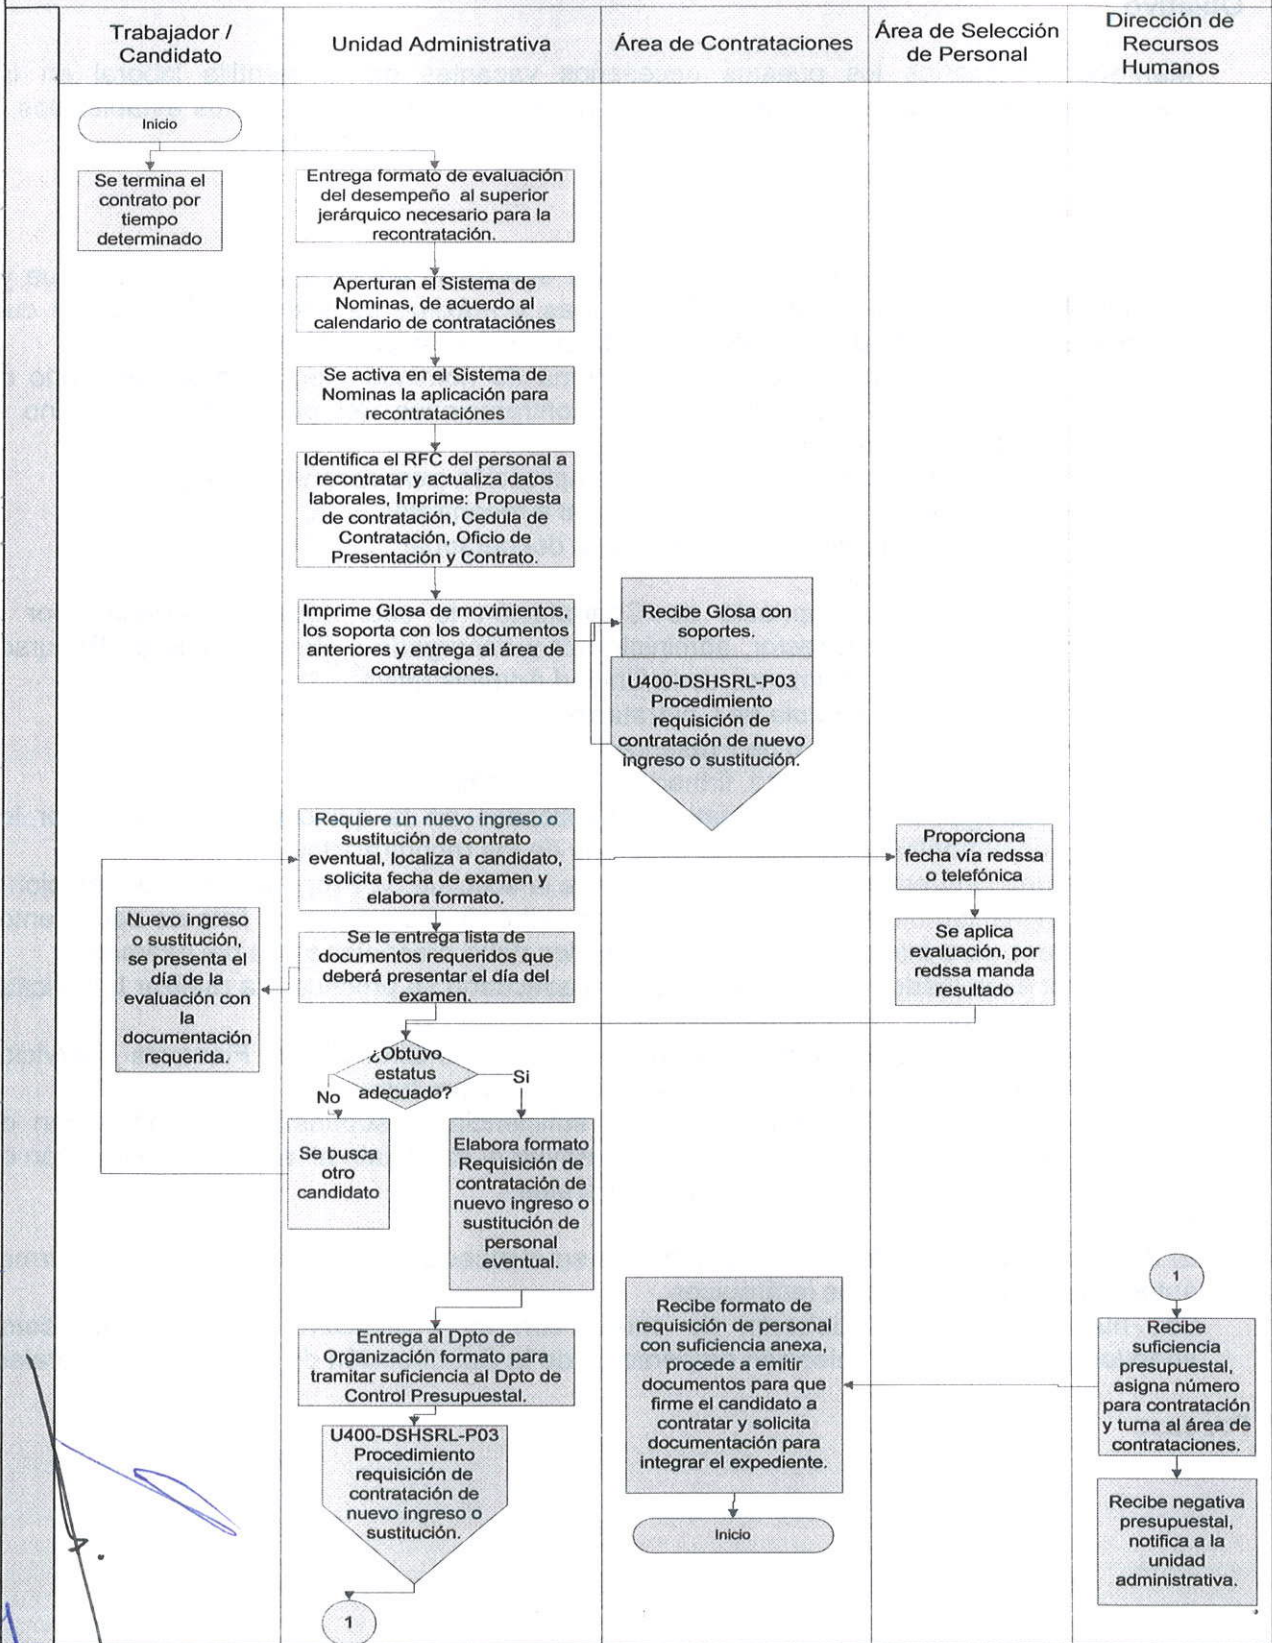 Trabajador /
Candidato
Unidad Administrativa
Área de Contrataciones
Área de Selección
de Personal
Dirección de
Recursos
Humanos
Inicio
Se termina el
contrato por
tiempo
determinado
Entrega formato de evaluación
del desempeño al superior
jerárquico necesario para la
recontratación.
Aperturan el Sistema de
Nominas, de acuerdo al
calendario de contrataciónes
Se activa en el Sistema de
Nominas la aplicación para
recontrataciónes
Identifica el RFC del personal a
recontratar y actualiza datos
laborales, Imprime: Propuesta
de contratación, Cedula de
Contratación, Oficio de
Presentación y Contrato.
Imprime Glosa de movimientos,
los soporta con los documentos
anteriores y entrega al área de
contrataciones.
Recibe Glosa con
soportes.
U400-DSHSRL-P03
Procedimiento
requisición de
contratación de nuevo
ingreso o sustitución.
Requiere un nuevo ingreso o
sustitución de contrato
eventual, localiza a candidato,
solicita fecha de examen y
elabora formato.
Proporciona
fecha vía redssa
o telefónica
Nuevo ingreso
o sustitución,
se presenta el
día de la
evaluación con
la
documentación
requerida.
Se le entrega lista de
documentos requeridos que
deberá presentar el día del
examen.
Se aplica
evaluación, por
redssa manda
resultado
¿Obtuvo
estatus
adecuado?
No
Si
Se busca
otro
candidato
Elabora formato
Requisición de
contratación de
nuevo ingreso o
sustitución de
personal
eventual.
Entrega al Dpto de
Organización formato para
tramitar suficiencia al Dpto de
Control Presupuestal.
U400-DSHSRL-P03
Procedimiento
requisición de
contratación de
nuevo ingreso o
sustitución.
1
Recibe formato de
requisición de personal
con suficiencia anexa,
procede a emitir
documentos para que
firme el candidato a
contratar y solicita
documentación para
integrar el expediente.
Inicio
1
Recibe
suficiencia
presupuestal,
asigna número
para contratación
y turna al área de
contrataciones.
Recibe negativa
presupuestal,
notifica a la
unidad
administrativa.